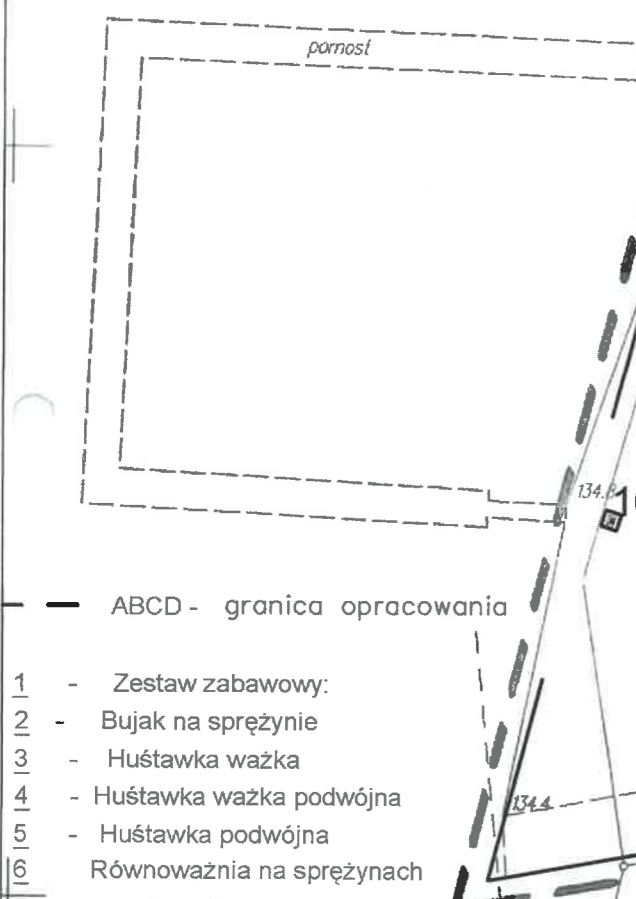 pomost
134.8
ABCD - granica opracowania
1 - Zestaw zabawowy:
2 - Bujak na sprężynie
3 - Huśtawka ważka
4 - Huśtawka ważka podwójna
134.4
5 - Huśtawka podwójna
6 Równoważnia na sprężynach